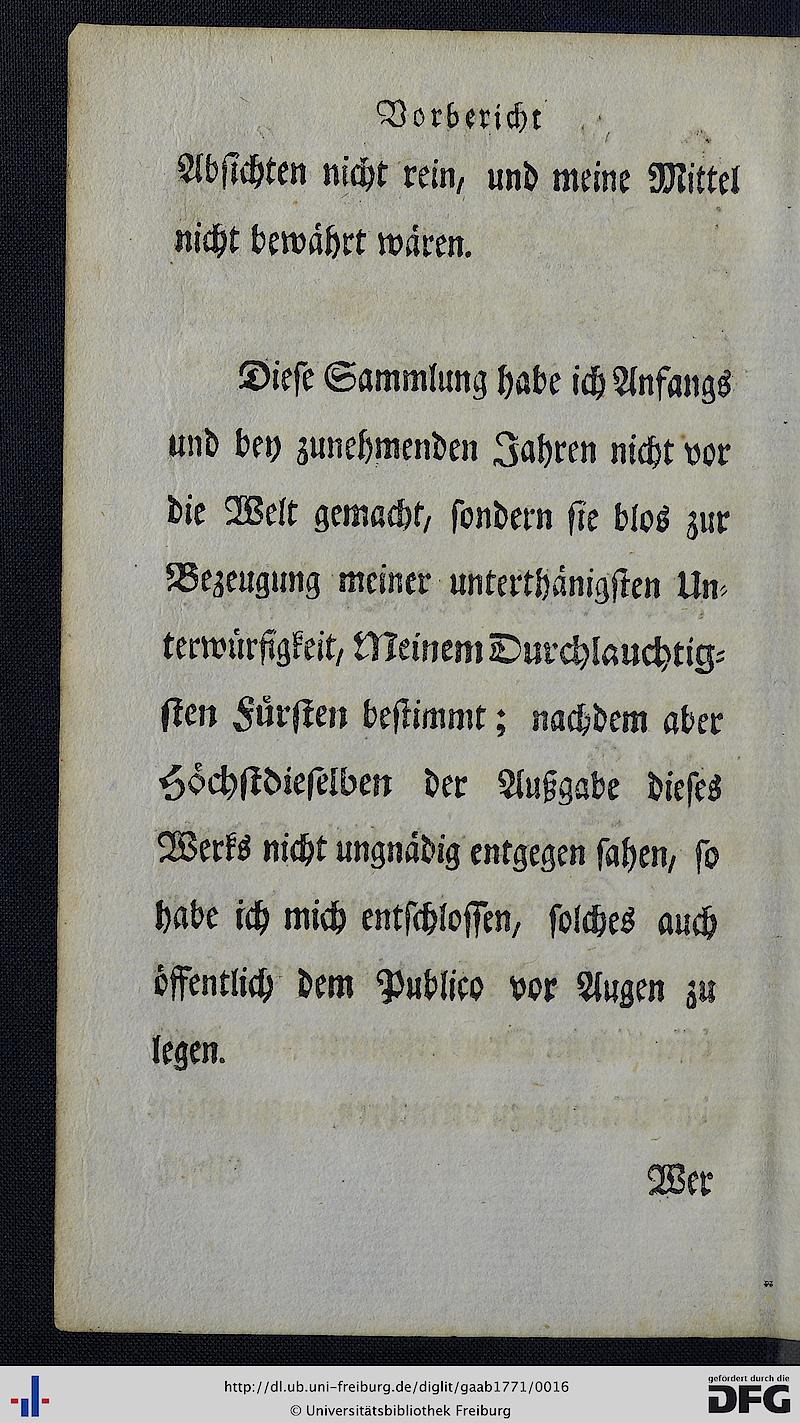 Vorbericht
Absichten nicht rein, und meine Mittel
nicht bewährt wären.
Diese Sammlung habe ich Anfangs
und bey zunehmenden Jahren nicht vor
die Welt gemacht, sondern sie blos zur
Bezeugung meiner unterthänigsten Un-
terwürfigkeit, Meinem Durchlauchtig-
sten Fürsten bestimmt; nachdem aber
Höchstdieselben der Außgabe dieses
Werks nicht ungnädig entgegen sahen, so
habe ich mich entschlossen, solches auch
öffentlich dem Publico vor Augen zu
legen.
Wer
http://dl.ub.uni-freiburg.de/diglit/gaab1771/0016
© Universitätsbibliothek Freiburg
gefördert durch die
DFG